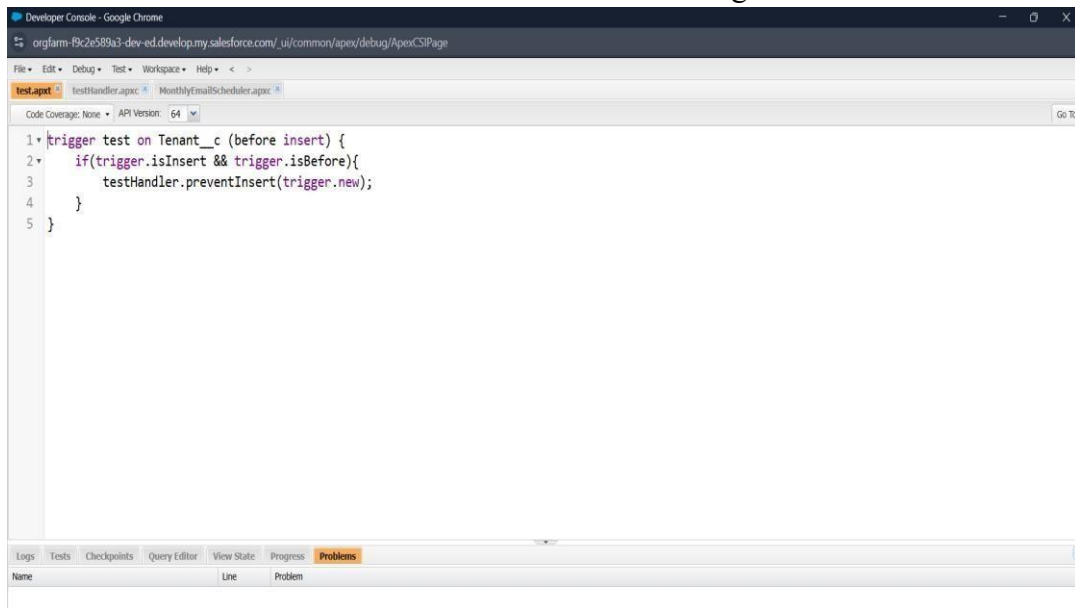 Developer Console - Google Chrome
orgfarm-f9c2e589a3-dev-ed.develop.my.salesforce.com/_ui/common/apex/debug/ApexCSIPage
File Edit Debug Test Workspace Help < >
test.apxt testHandler.apxc MonthlyEmailScheduler.apxc
Code Coverage: None API Version: 64 Go To
1 trigger test on Tenant__c (before insert) {
2 if(trigger.isInsert && trigger.isBefore){
3 testHandler.preventInsert(trigger.new);
4 }
5 }
Logs Tests Checkpoints Query Editor View State Progress Problems
Name Line Problem